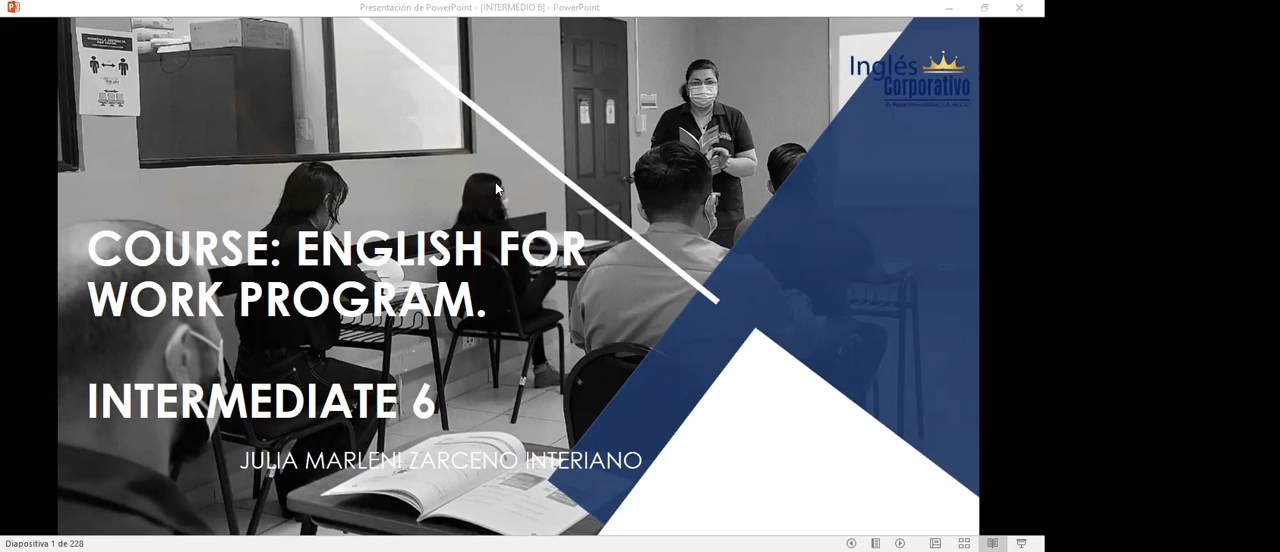 Presentación de PowerPoint - [INTERMEDIO 6] - PowerPoint
Inglés
Corporativo
COURSE: ENGLISH FOR
WORK PROGRAM.
INTERMEDIATE 6
JULIA MARLENI ZARCENO INTERIANO
Diapositiva 1 de 228